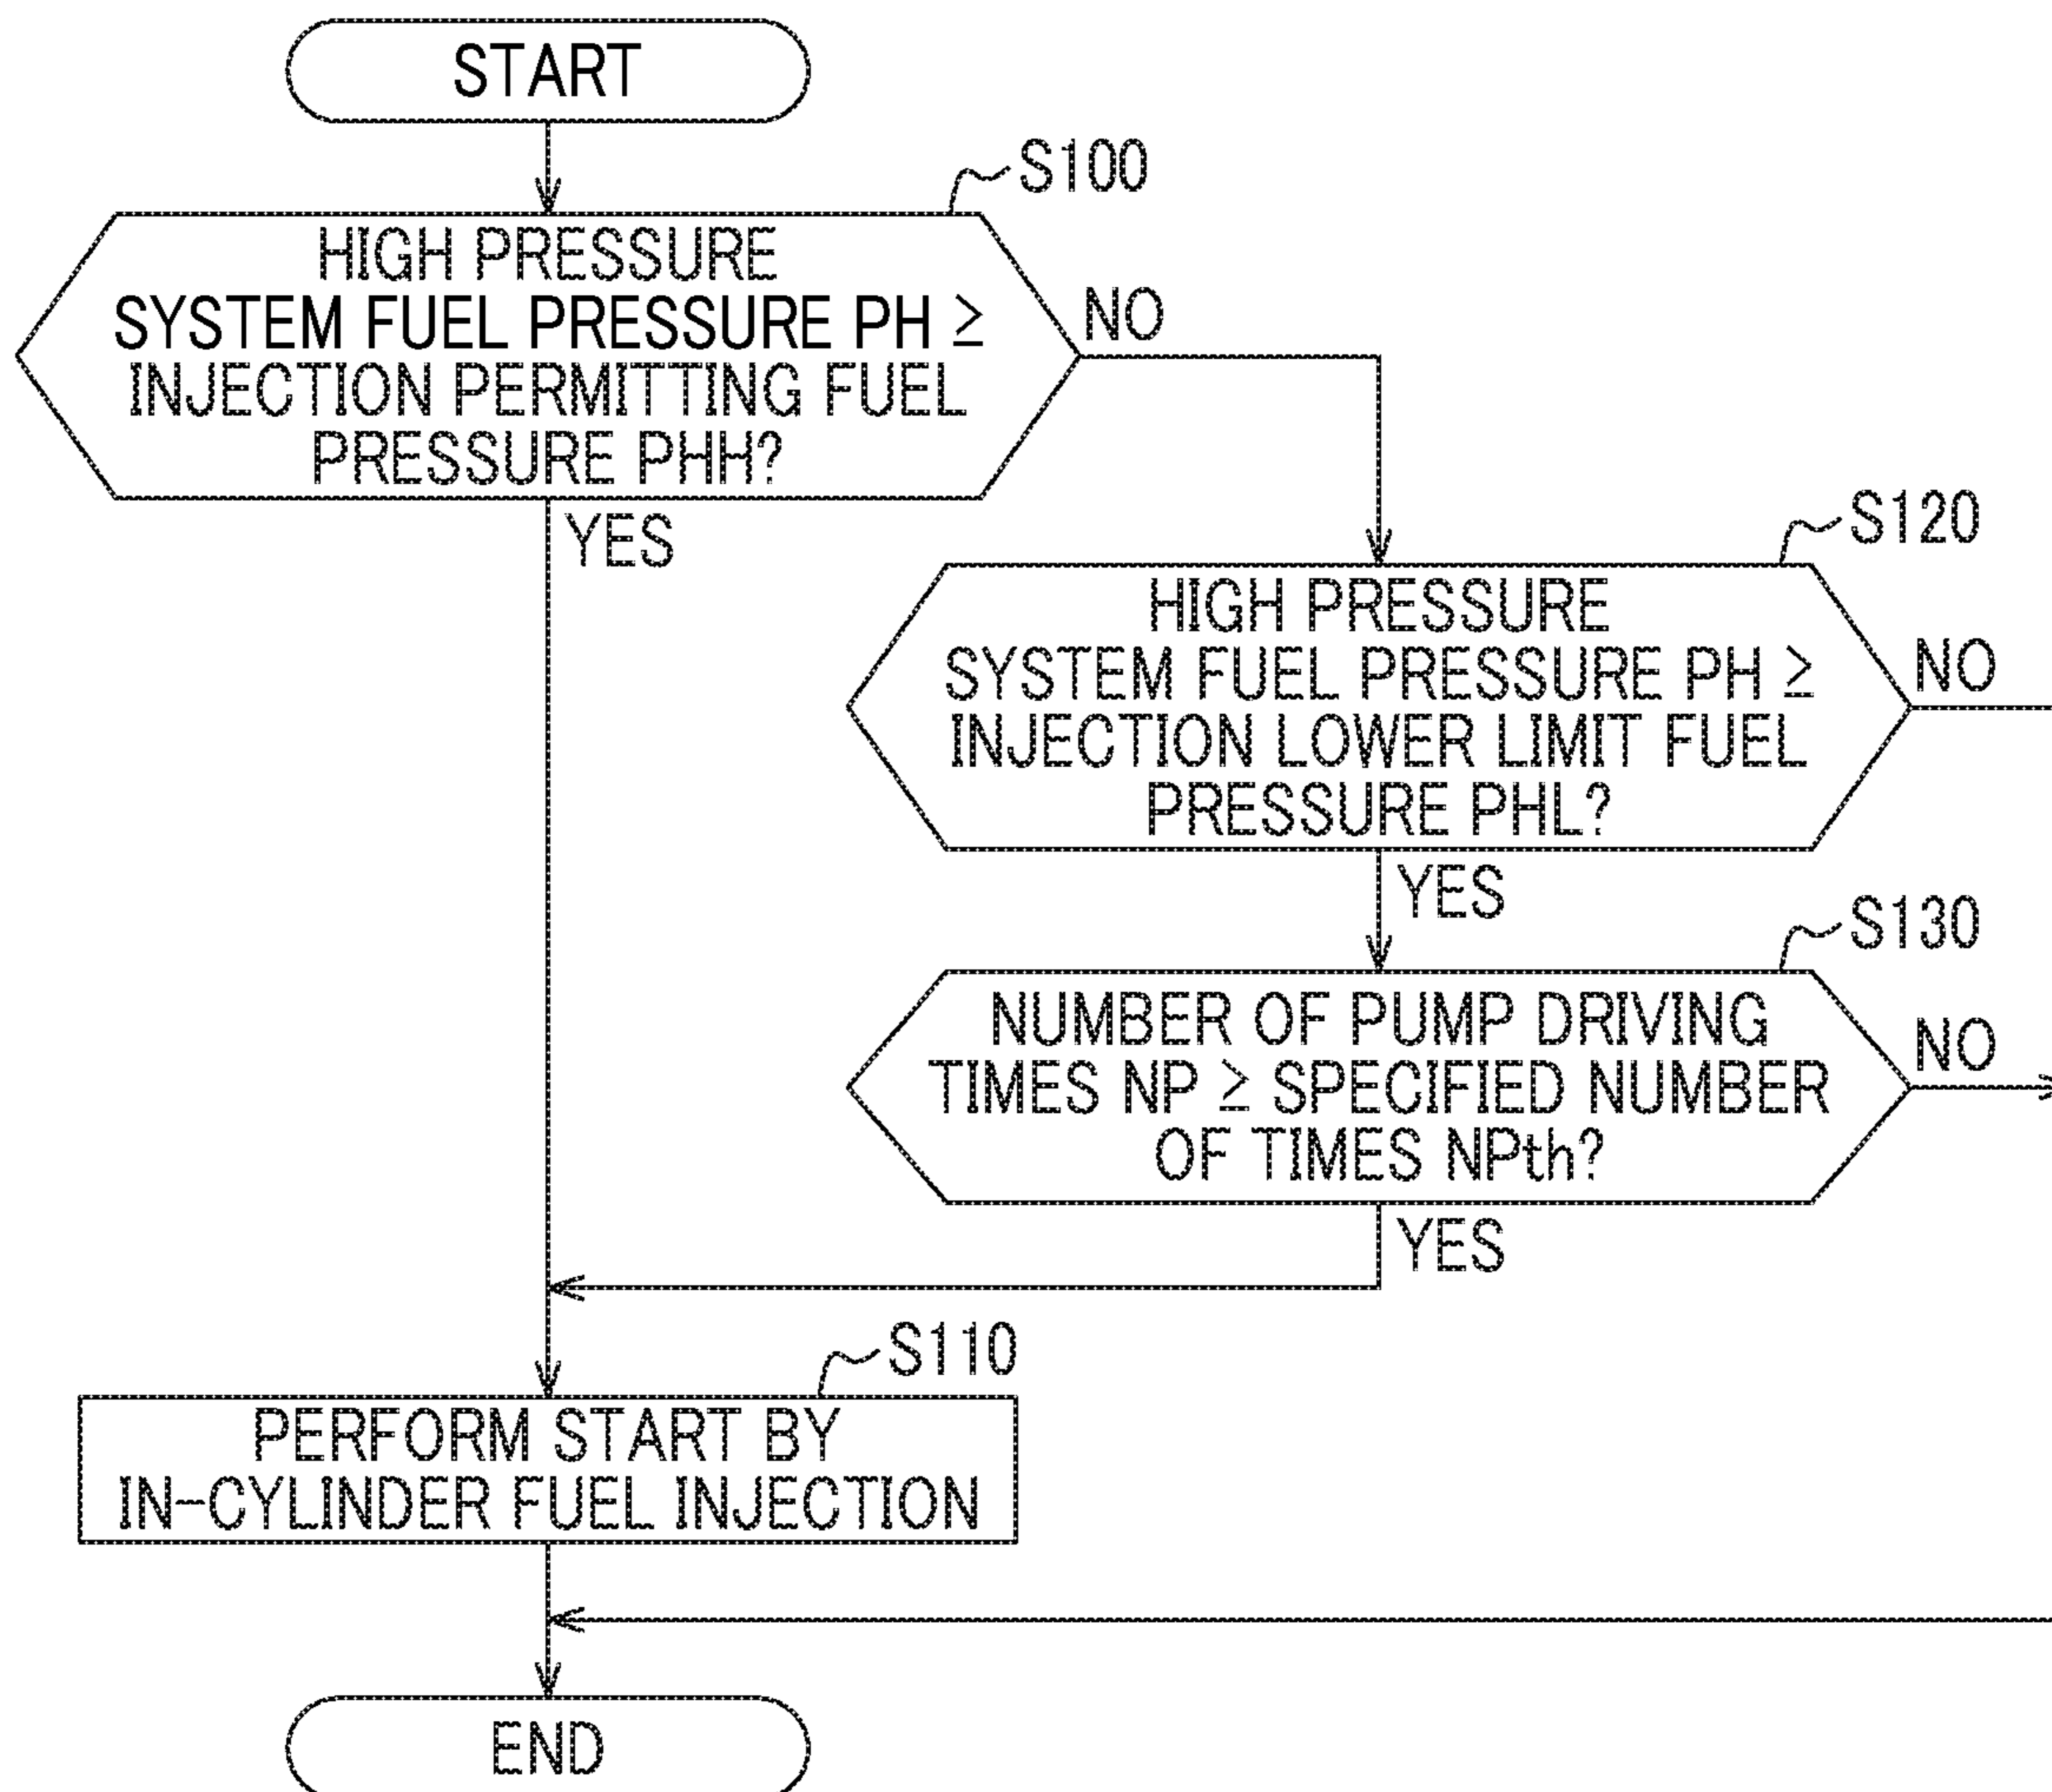 START
S100
HIGH PRESSURE
SYSTEM FUEL PRESSURE PH ≥
INJECTION PERMITTING FUEL
PRESSURE PHH?
NO
YES
S120
HIGH PRESSURE
SYSTEM FUEL PRESSURE PH ≥
INJECTION LOWER LIMIT FUEL
PRESSURE PHL?
NO
YES
S130
NUMBER OF PUMP DRIVING
TIMES NP ≥ SPECIFIED NUMBER
OF TIMES NPth?
NO
YES
S110
PERFORM START BY
IN-CYLINDER FUEL INJECTION
END